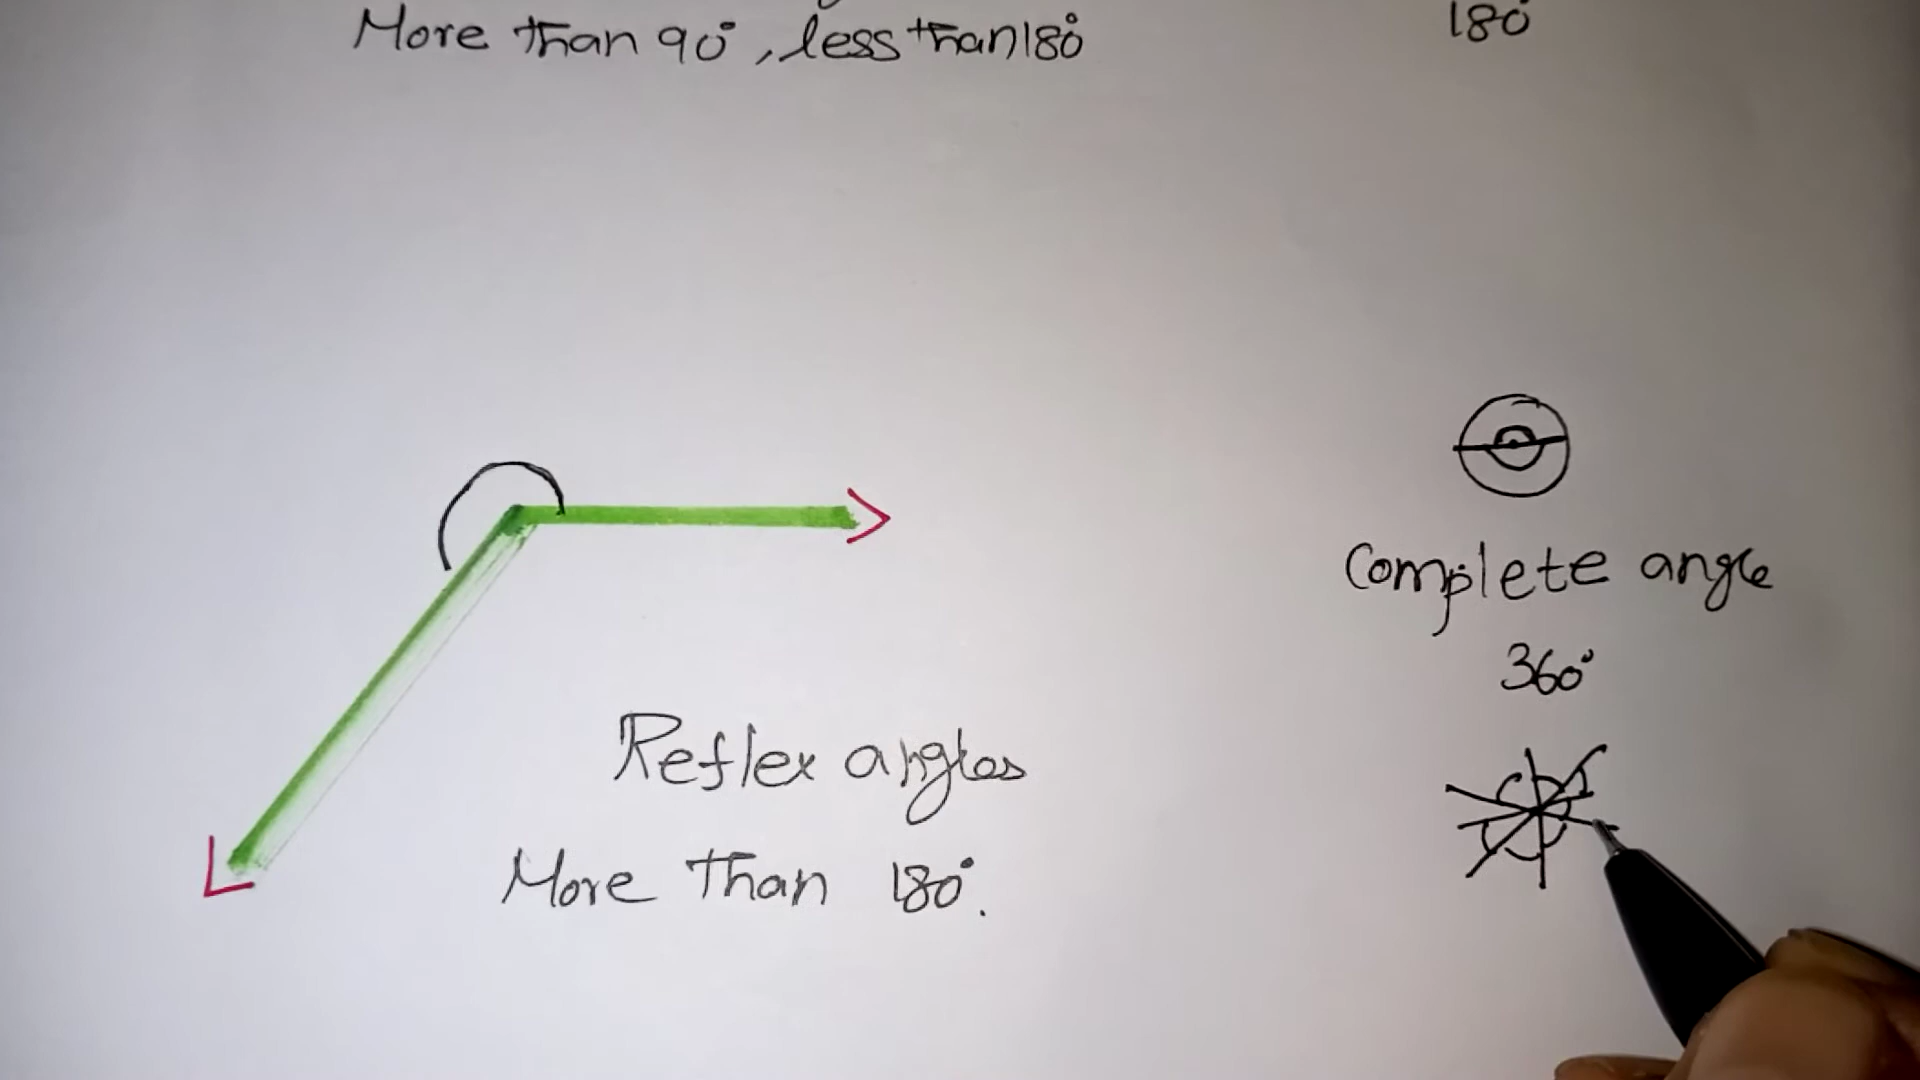 More than 90°, less than 180°
180°
Complete angle
360°
Reflex angles
More than 180°.